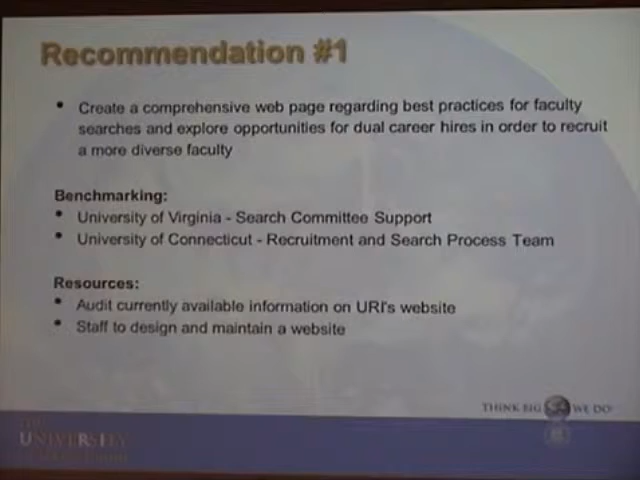 Recommendation #1
• Create a comprehensive web page regarding best practices for faculty
searches and explore opportunities for dual career hires in order to recruit
a more diverse faculty
Benchmarking:
• University of Virginia - Search Committee Support
• University of Connecticut - Recruitment and Search Process Team
Resources:
• Audit currently available information on URI's website
• Staff to design and maintain a website
THINK BIG WE DO
THE
UNIVERSITY